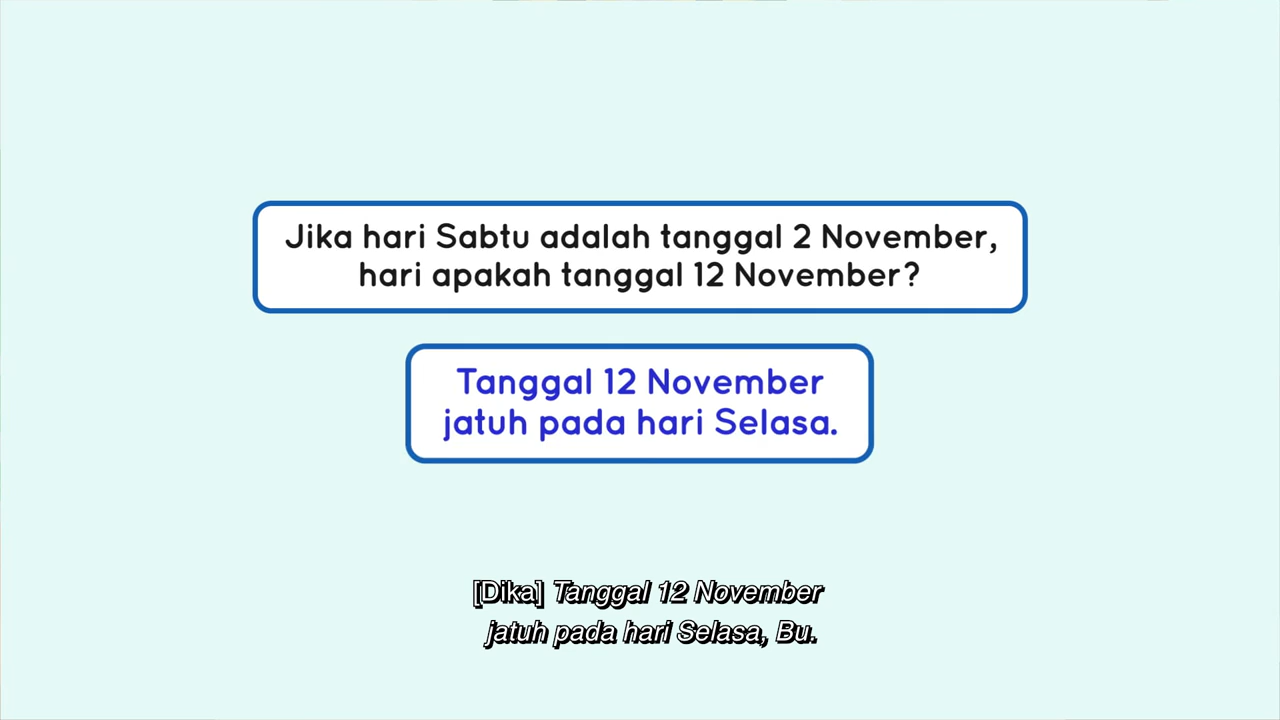 Jika hari Sabtu adalah tanggal 2 November,
hari apakah tanggal 12 November?
Tanggal 12 November
jatuh pada hari Selasa.
[Dika] Tanggal 12 November
jatuh pada hari Selasa, Bu.